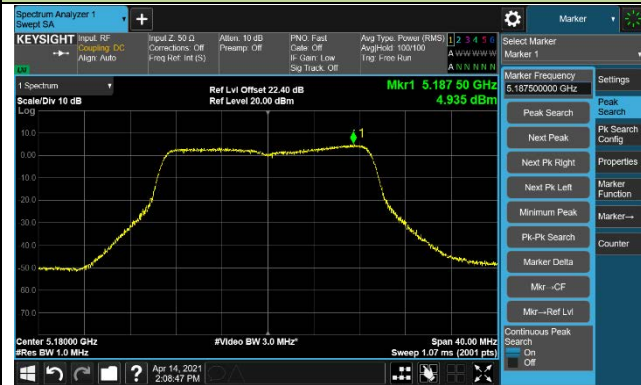 Spectrum Analyzer 1
Swept SA
Marker
KEYSIGHT
Input: RF
Coupling: DC
Align: Auto
Input Z: 50 Ω
Corrections: Off
Freq Ref: Int (S)
Atten: 10 dB
Preamp: Off
PNO: Fast
Gate: Off
IF Gain: Low
Sig Track: Off
Avg Type: Power (RMS)
Avg|Hold: 100/100
Trig: Free Run
1 2 3 4 5 6
A W W W W W
A N N N N N
Select Marker
Marker 1
1 Spectrum
Scale/Div 10 dB
Log
Ref Lvl Offset 22.40 dB
Ref Level 20.00 dBm
Mkr1 5.187 50 GHz
4.935 dBm
1
10.0
0.00
-10.0
-20.0
-30.0
-40.0
-50.0
-60.0
-70.0
Center 5.18000 GHz
#Res BW 1.0 MHz
#Video BW 3.0 MHz*
Span 40.00 MHz
Sweep 1.07 ms (2001 pts)
Marker Frequency
5.187500000 GHz
Peak Search
Next Peak
Next Pk Right
Next Pk Left
Minimum Peak
Pk-Pk Search
Marker Delta
Mkr→CF
Mkr→Ref Lvl
Continuous Peak
Search
On
Off
Settings
Peak
Search
Pk Search
Config
Properties
Marker
Function
Marker→
Counter
?
Apr 14, 2021
2:08:47 PM